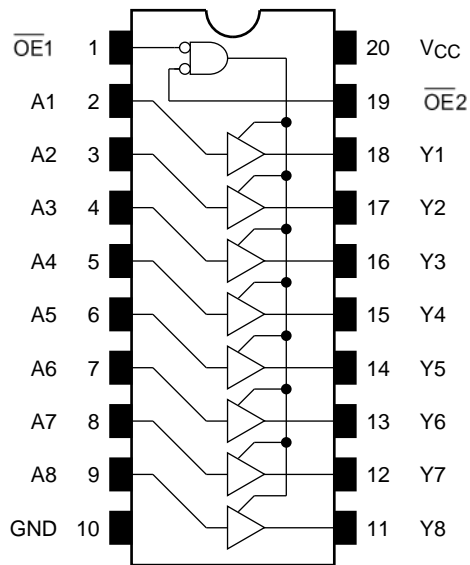 OE1 1 20 VCC
A1 2 19 OE2
A2 3 18 Y1
A3 4 17 Y2
A4 5 16 Y3
A5 6 15 Y4
A6 7 14 Y5
A7 8 13 Y6
A8 9 12 Y7
GND 10 11 Y8